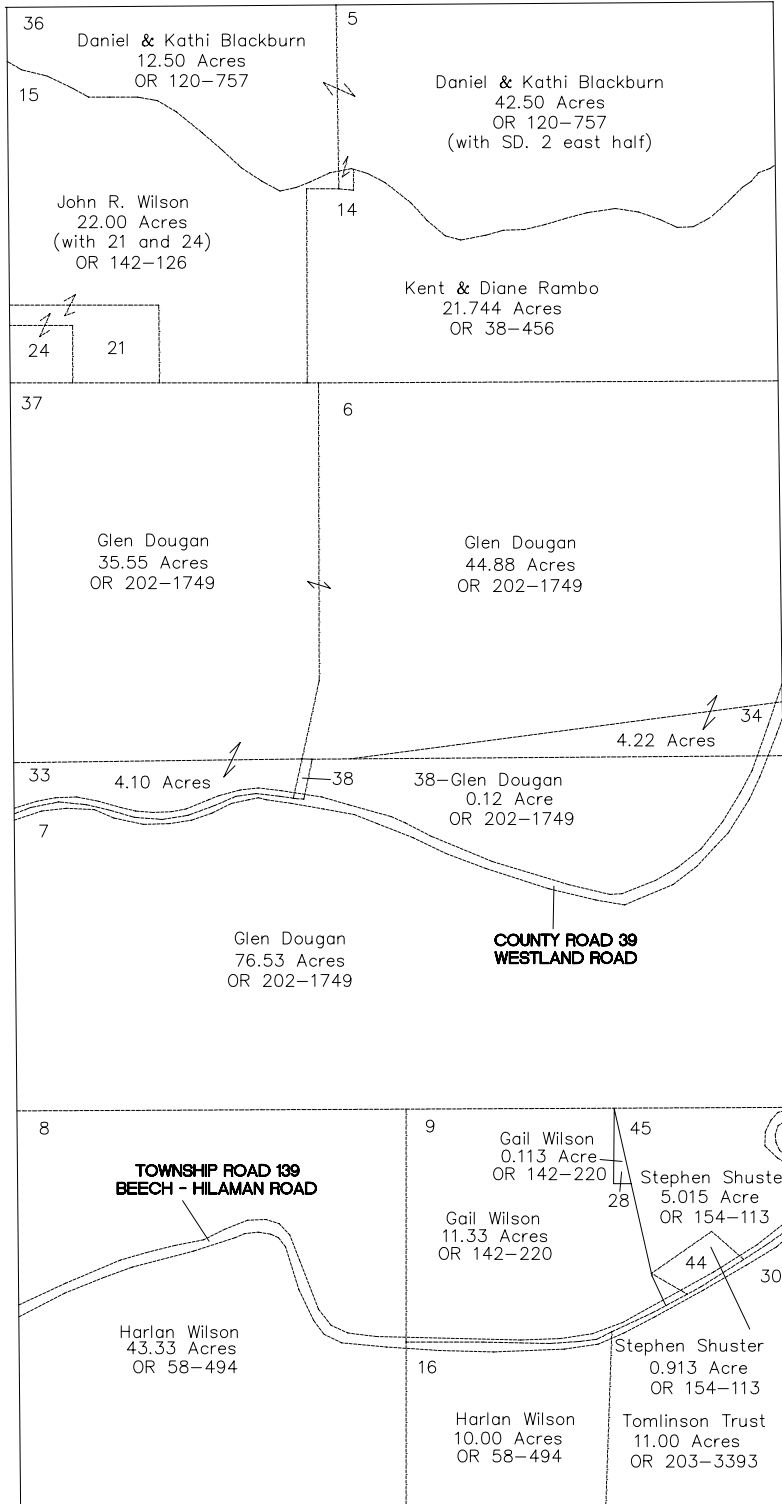 36
Daniel & Kathi Blackburn
12.50 Acres
OR 120-757
5
Daniel & Kathi Blackburn
42.50 Acres
OR 120-757
(with SD. 2 east half)
15
John R. Wilson
22.00 Acres
(with 21 and 24)
OR 142-126
14
Kent & Diane Rambo
21.744 Acres
OR 38-456
24
21
37
6
Glen Dougan
35.55 Acres
OR 202-1749
Glen Dougan
44.88 Acres
OR 202-1749
34
4.22 Acres
33
4.10 Acres
38
38-Glen Dougan
0.12 Acre
OR 202-1749
7
Glen Dougan
76.53 Acres
OR 202-1749
COUNTY ROAD 39
WESTLAND ROAD
8
TOWNSHIP ROAD 139
BEECH - HILAMAN ROAD
Harlan Wilson
43.33 Acres
OR 58-494
9
Gail Wilson
0.113 Acre
OR 142-220
28
Gail Wilson
11.33 Acres
OR 142-220
45
Stephen Shuste
5.015 Acre
OR 154-113
44
30
Stephen Shuster
0.913 Acre
OR 154-113
16
Harlan Wilson
10.00 Acres
OR 58-494
Tomlinson Trust
11.00 Acres
OR 203-3393